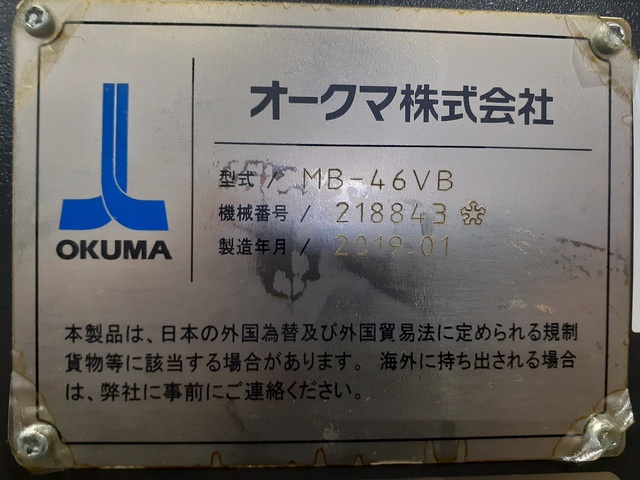 オークマ株式会社
OKUMA
型式 / MB-46VB
機械番号 / 218843
製造年月 / 2019.01
本製品は、日本の外国為替及び外国貿易法に定められる規制
貨物等に該当する場合があります。 海外に持ち出される場合
は、弊社に事前にご連絡ください。